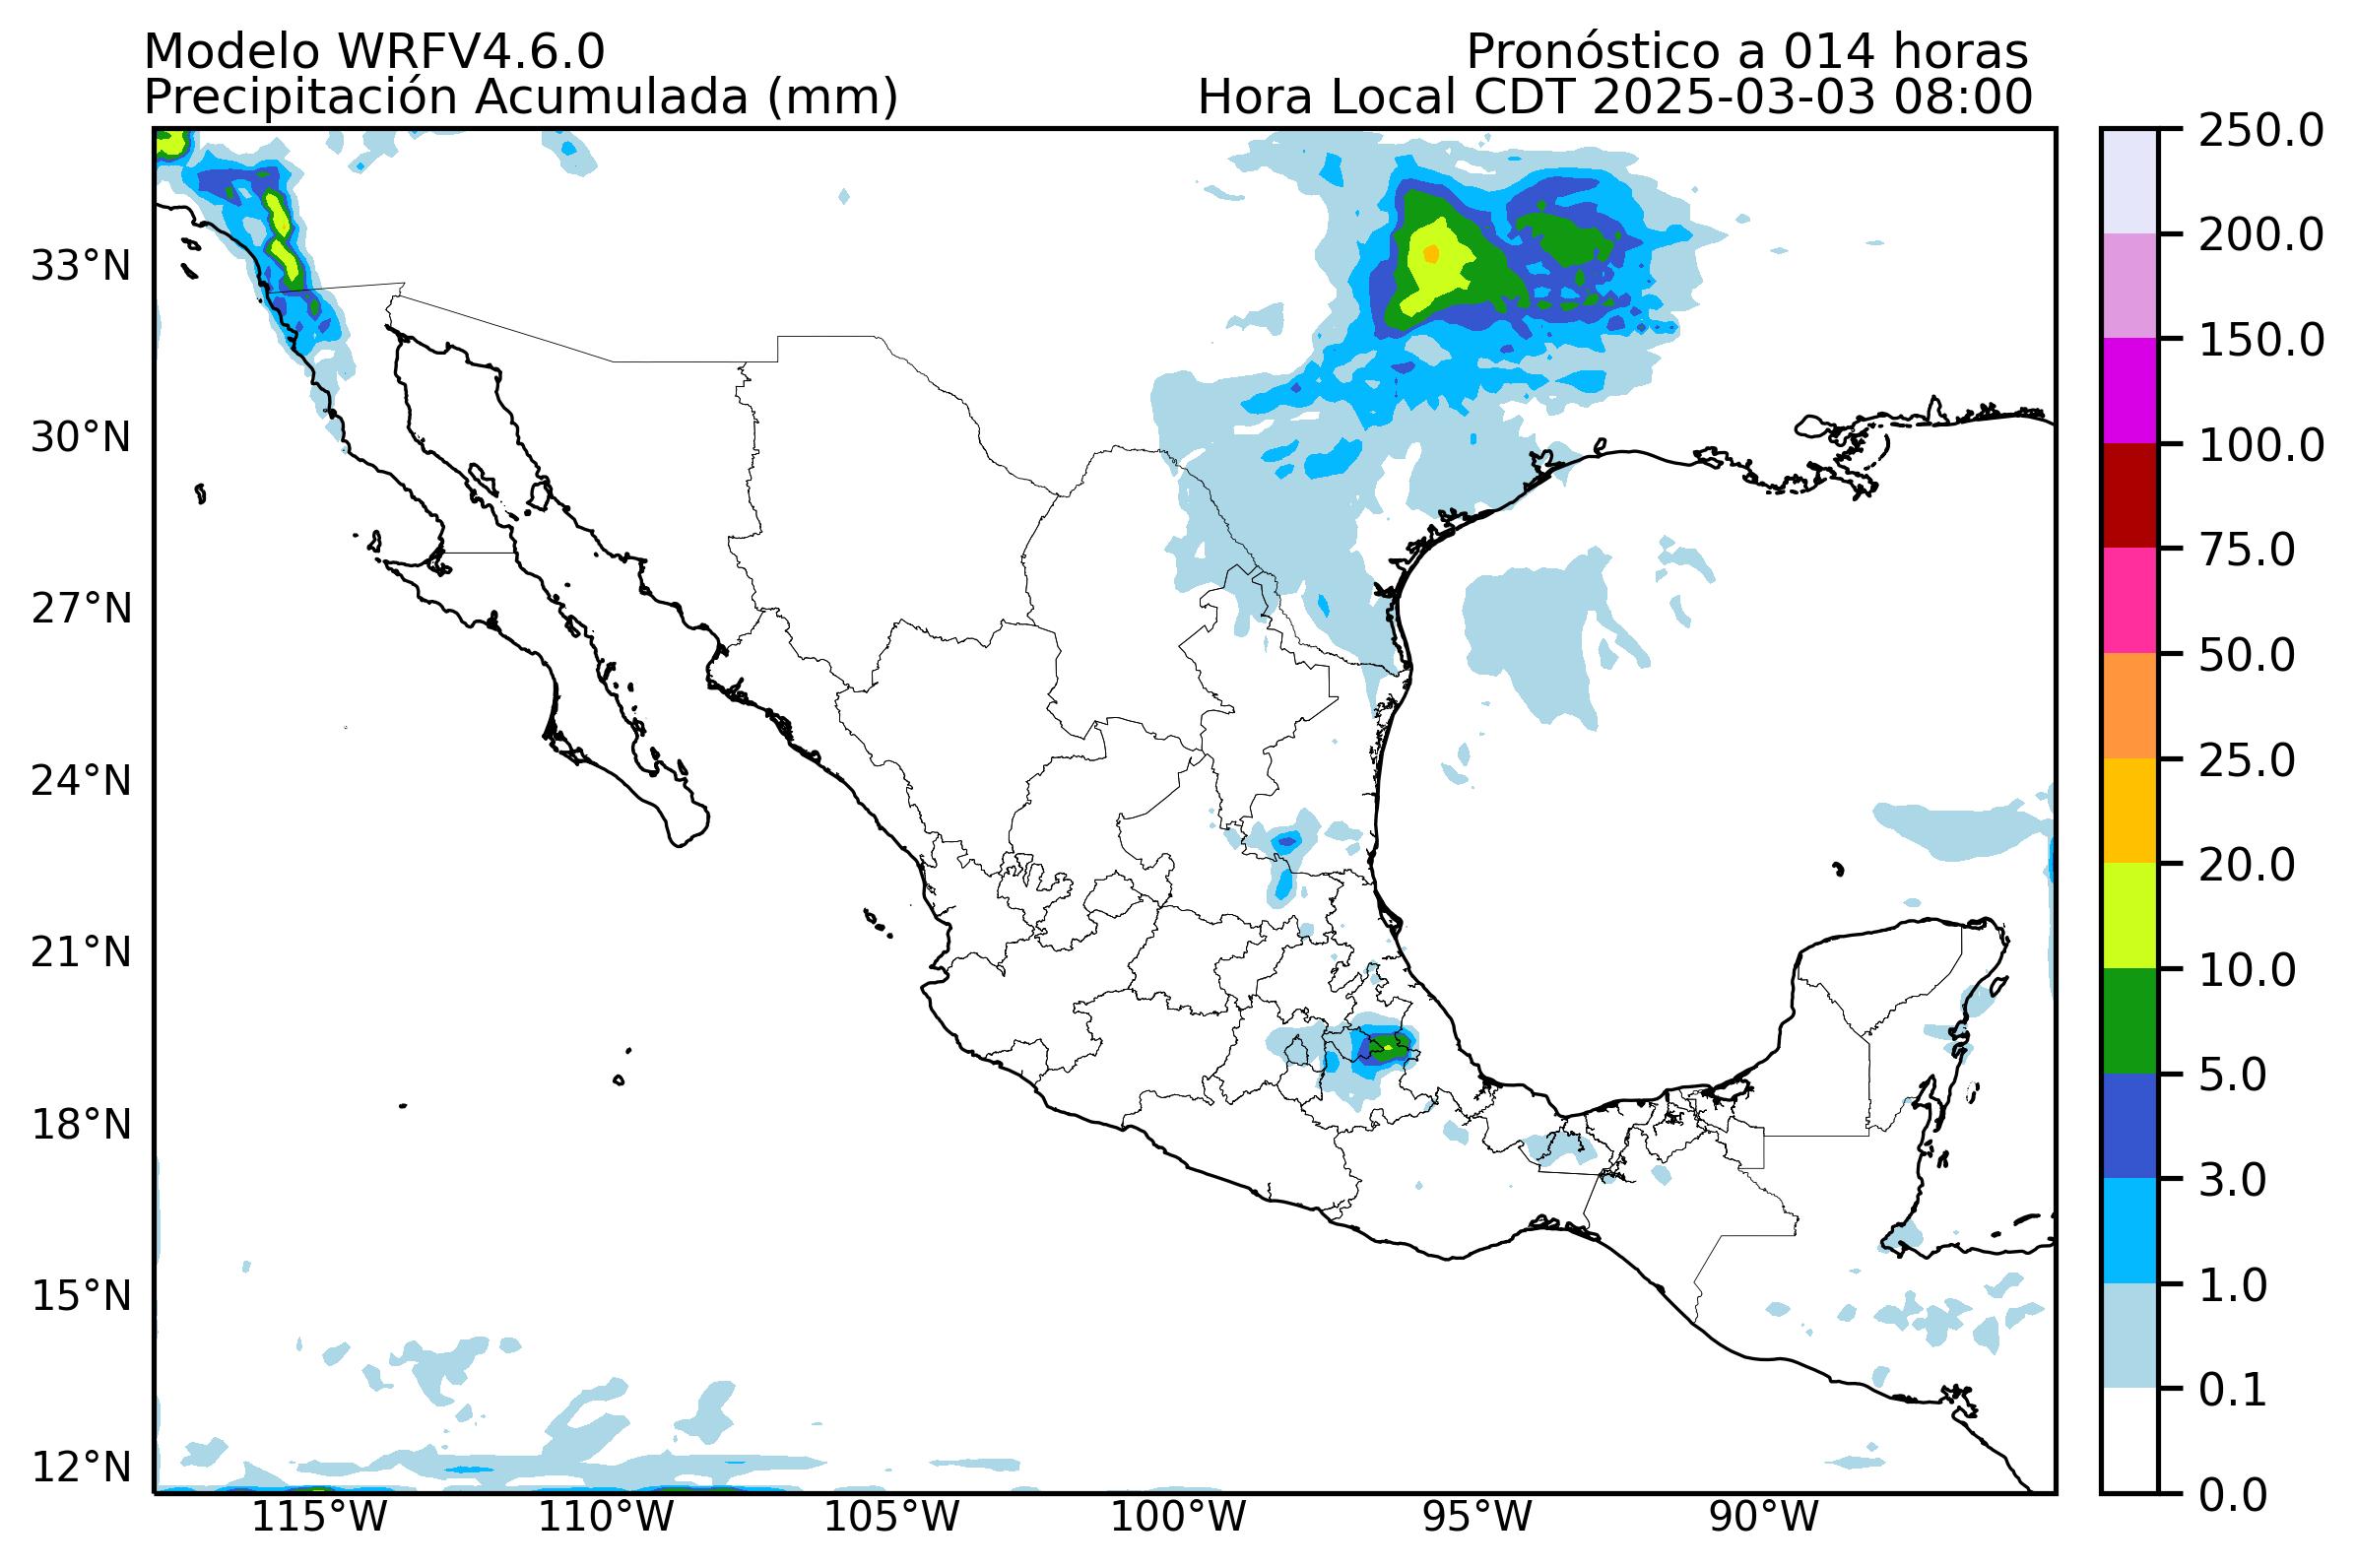 Modelo WRFV4.6.0
Pronóstico a 014 horas
Precipitación Acumulada (mm)
Hora Local CDT 2025-03-03 08:00
33°N
30°N
27°N
24°N
21°N
18°N
15°N
12°N
115°W
110°W
105°W
100°W
95°W
90°W
250.0
200.0
150.0
100.0
75.0
50.0
25.0
20.0
10.0
5.0
3.0
1.0
0.1
0.0